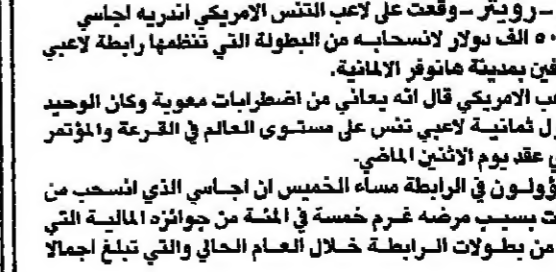 ـ رويتر ـ وقعت على لاعب التنس الامريكي اندريه اجاسي
٥٠ الف دولار لانسحابه من البطولة التي تنظمها رابطة لاعبي
فين بمدينة هانوفر الالمانية.
عب الامريكي قال انه يعاني من اضطرابات معوية وكان الوحيد
ول ثمانية لاعبي تنس على مستوى العالم في القرعة والمؤتمر
ي عقد يوم الاثنين الماضي.
ؤولون في الرابطة مساء الخميس ان اجاسي الذي انسحب من
ت بسبب مرضه غرم خمسة في المئة من جوائزه المالية التي
من بطولات الرابطة خلال العام الحالي والتي تبلغ اجمالا